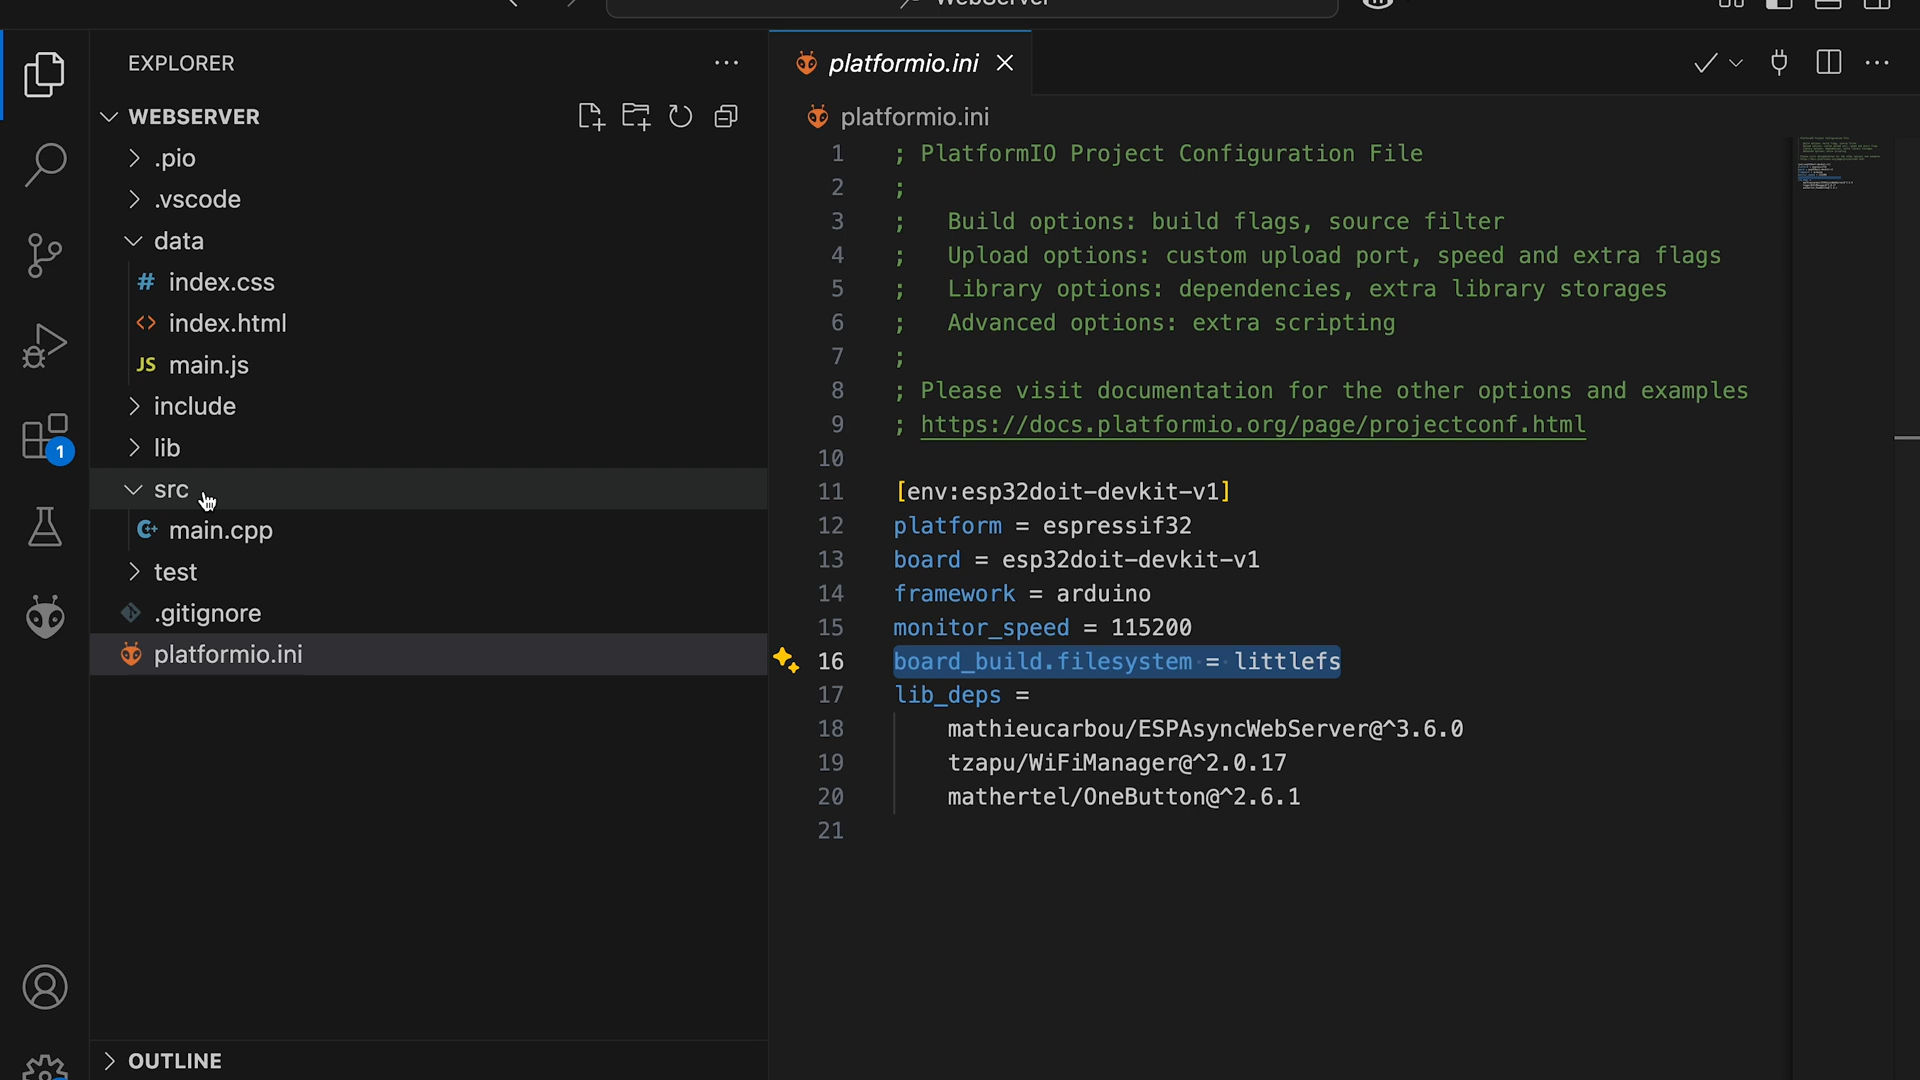 WebServer
EXPLORER
WEBSERVER
.pio
.vscode
data
# index.css
<> index.html
JS main.js
include
lib
1
src
main.cpp
test
.gitignore
platformio.ini
OUTLINE
platformio.ini
platformio.ini
1 ; PlatformIO Project Configuration File
2 ;
3 ;   Build options: build flags, source filter
4 ;   Upload options: custom upload port, speed and extra flags
5 ;   Library options: dependencies, extra library storages
6 ;   Advanced options: extra scripting
7 ;
8 ; Please visit documentation for the other options and examples
9 ; https://docs.platformio.org/page/projectconf.html
10
11 [env:esp32doit-devkit-v1]
12 platform = espressif32
13 board = esp32doit-devkit-v1
14 framework = arduino
15 monitor_speed = 115200
16 board_build.filesystem = littlefs
17 lib_deps =
18     mathieucarbou/ESPAsyncWebServer@^3.6.0
19     tzapu/WiFiManager@^2.0.17
20     mathertel/OneButton@^2.6.1
21